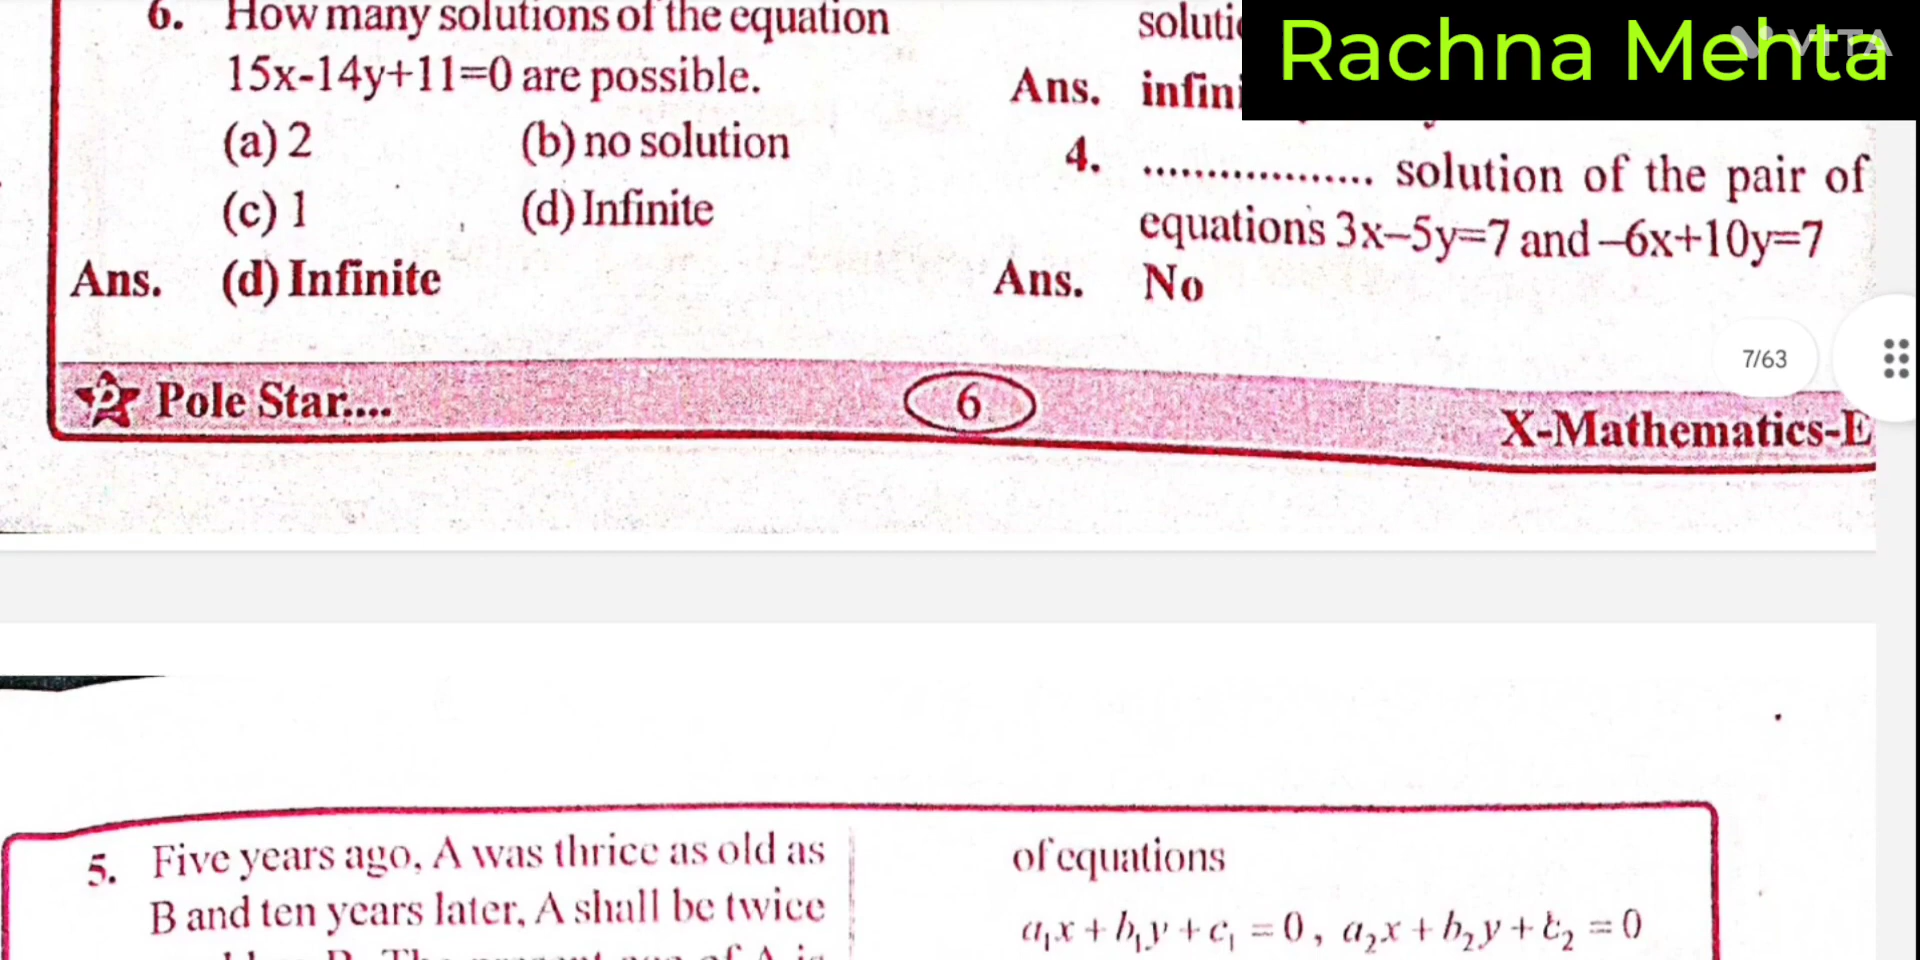 6. How many solutions of the equation
15x-14y+11=0 are possible.
(a) 2 (b) no solution
(c) 1 (d) Infinite
Ans. (d) Infinite
Rachna Mehta
VITA
Ans.
4. ................. solution of the pair of
equations 3x–5y=7 and –6x+10y=7
Ans. No
7/63
Pole Star....
6
X-Mathematics-E
5. Five years ago, A was thrice as old as
B and ten years later, A shall be twice
of equations
a₁x + b₁y + c₁ = 0, a₂x + b₂y + c₂ = 0